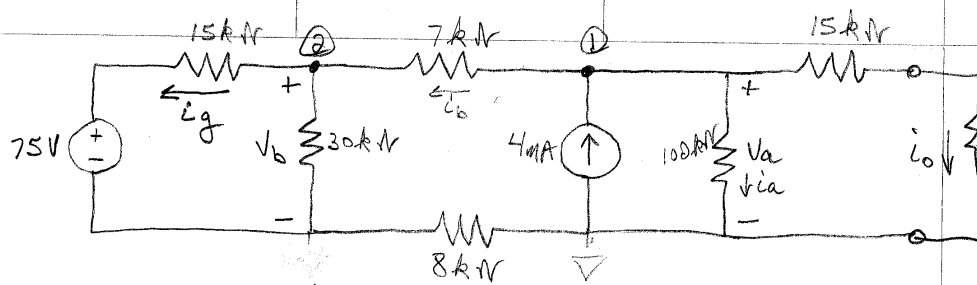 15kΩ
②
7kΩ
①
15kΩ
+
ig
ib
+
75V
+
−
Vb
30kΩ
4mA
100kΩ
Va
ia
io
−
−
8kΩ